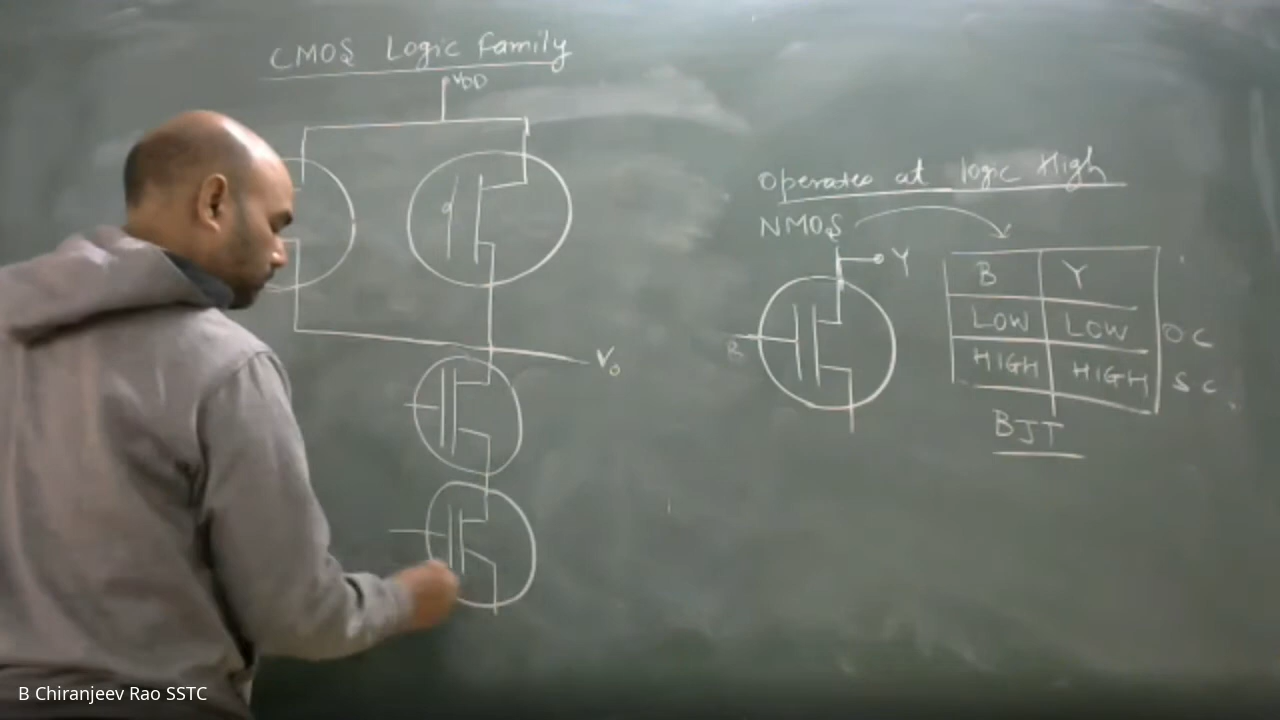 CMOS Logic Family
VDD
Vo
Operates at logic High
NMOS
Y
B
B Y
LOW LOW OC
HIGH HIGH SC
BJT
B Chiranjeev Rao SSTC